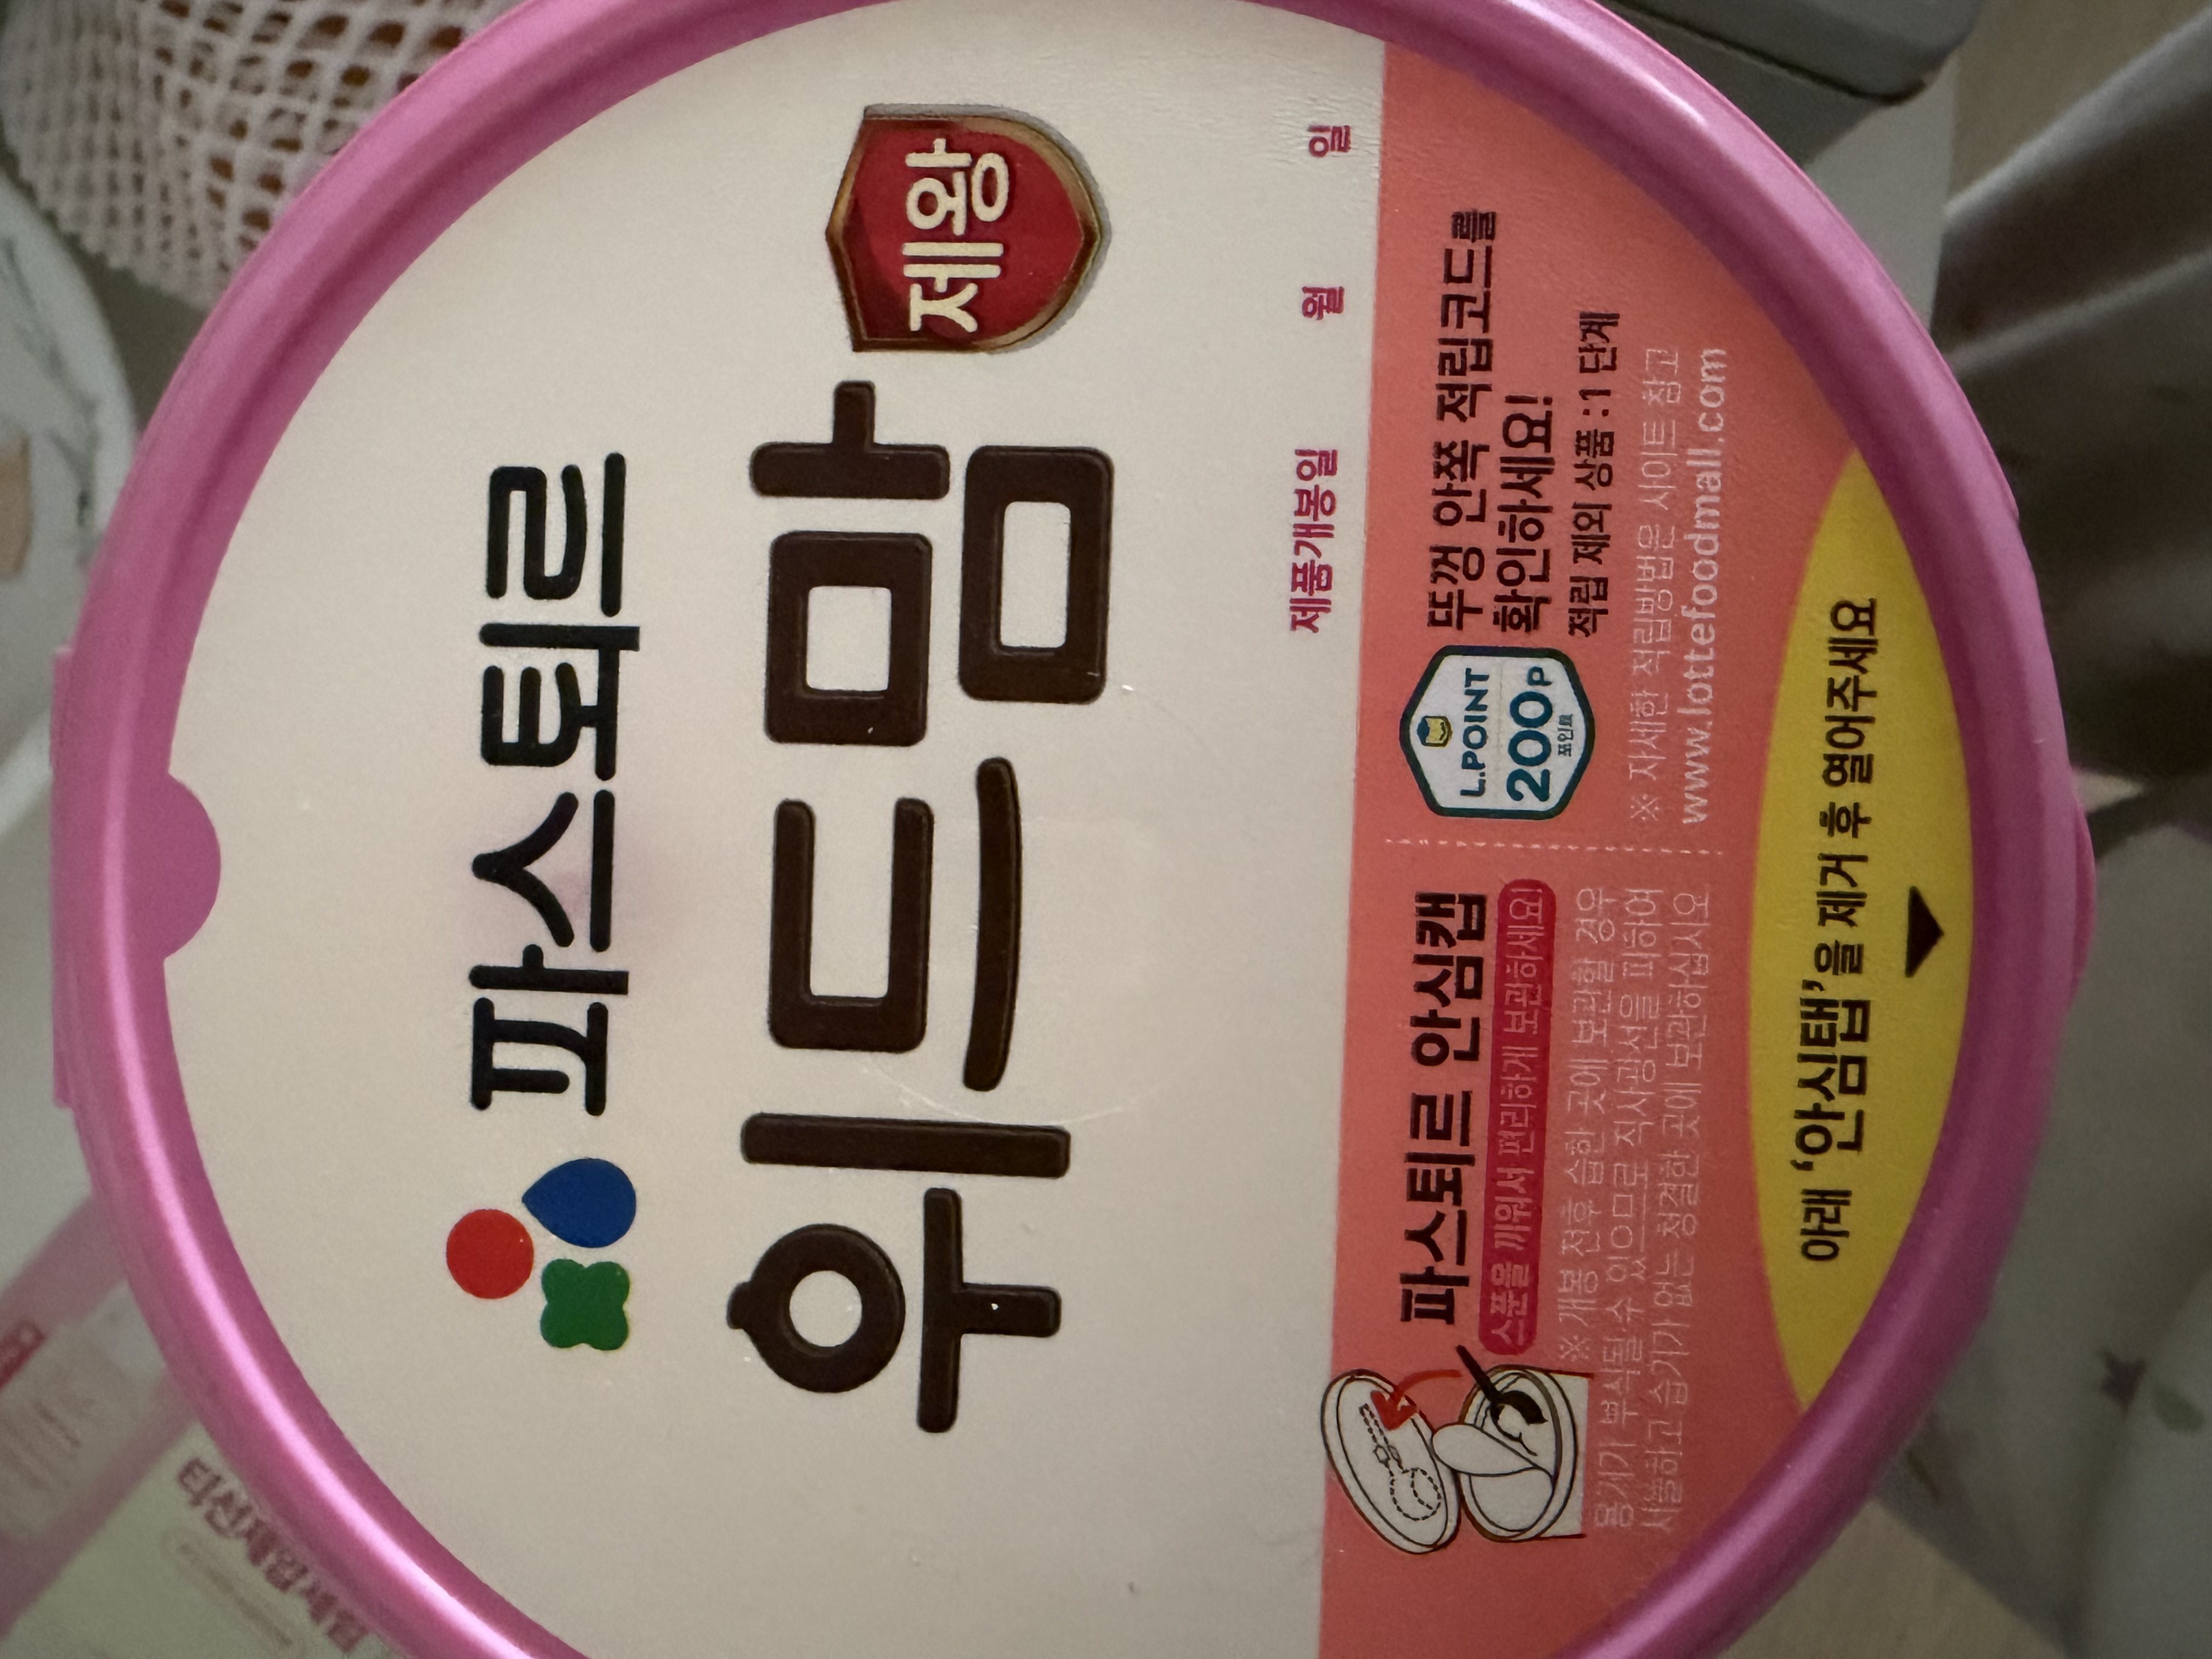 파스퇴르
위드맘
제왕
제품개봉일 월 일
파스퇴르 안심캡
스푼을 끼워서 편리하게 보관하세요!
※개봉 전후 습한 곳에 보관할 경우
용기가 부식될 수 있으므로 직사광선을 피하여
서늘하고 습기가 없는 청결한 곳에 보관하십시오
L.POINT
200P
포인트
뚜껑 안쪽 적립코드를
확인하세요!
적립 제외 상품 : 1 단계
※ 자세한 적립방법은 사이트 참고
www.lottefoodmall.com
아래 ‘안심탭’을 제거 후 열어주세요